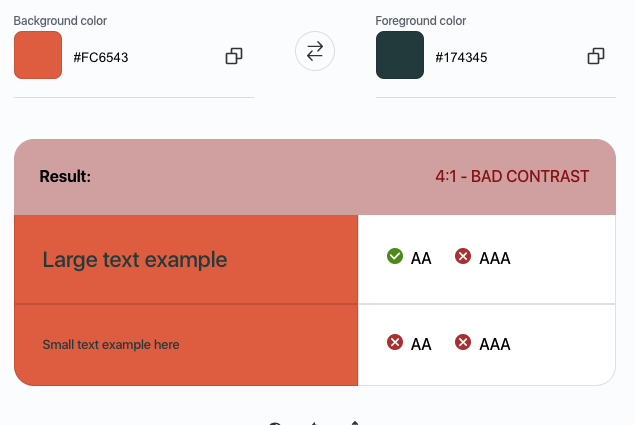 Background color
Foreground color
#FC6543
#174345
Result:
4:1 - BAD CONTRAST
Large text example
AA
AAA
Small text example here
AA
AAA